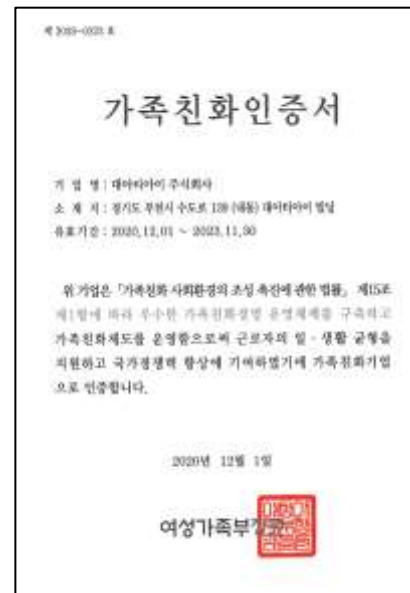 가족친화인증서
기 업 명 : 대아티아이 주식회사
소 재 지 : 경기도 부천시 수도로 139 대아티아이 빌딩
유효기간 : 2020.12.01 ~ 2023.11.30
위 기업은 「가족친화 사회환경의 조성 촉진에 관한 법률」 제15조
제1항에 따라 우수한 가족친화경영 운영체제를 구축하고
가족친화제도를 운영함으로써 근로자의 일 · 생활 균형을
지원하고 국가경쟁력 향상에 기여하였기에 가족친화기업
으로 인증합니다.
2020년 12월 1일
여성가족부장관